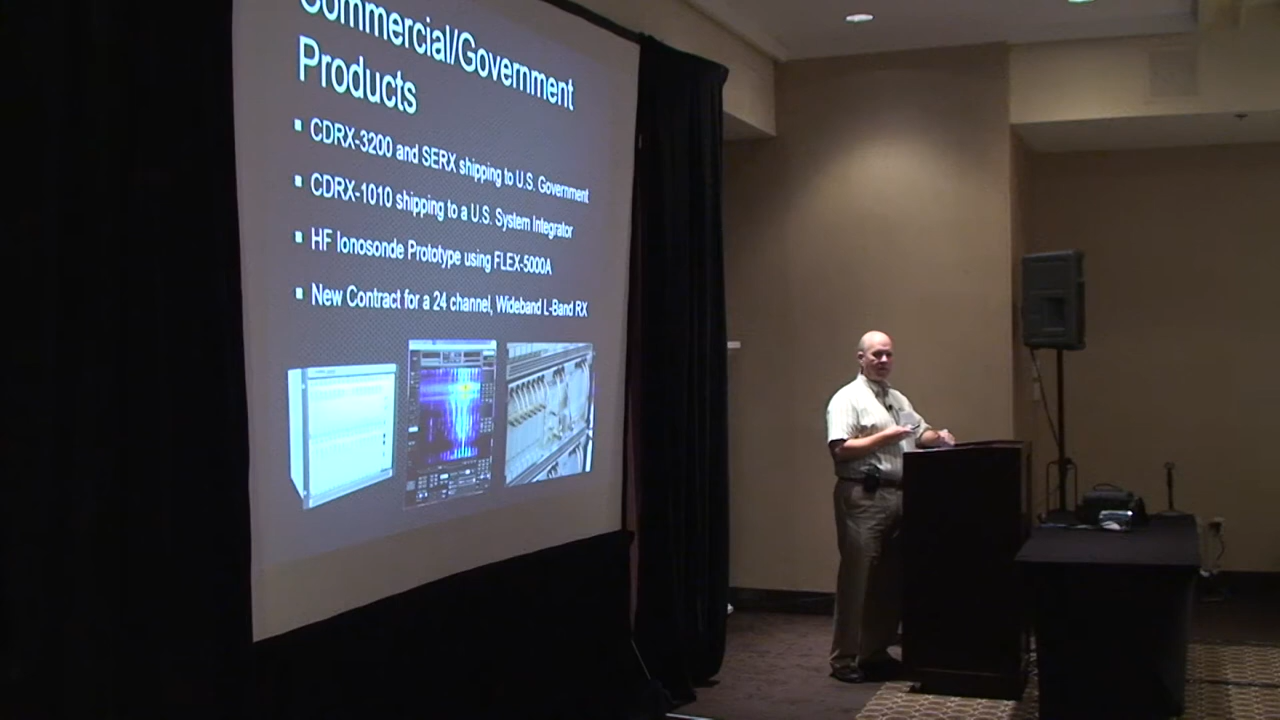 Commercial/Government
Products
CDRX-3200 and SERX shipping to U.S. Government
CDRX-1010 shipping to a U.S. System Integrator
HF Ionosonde Prototype using FLEX-5000A
New Contract for a 24 channel, Wideband L-Band RX